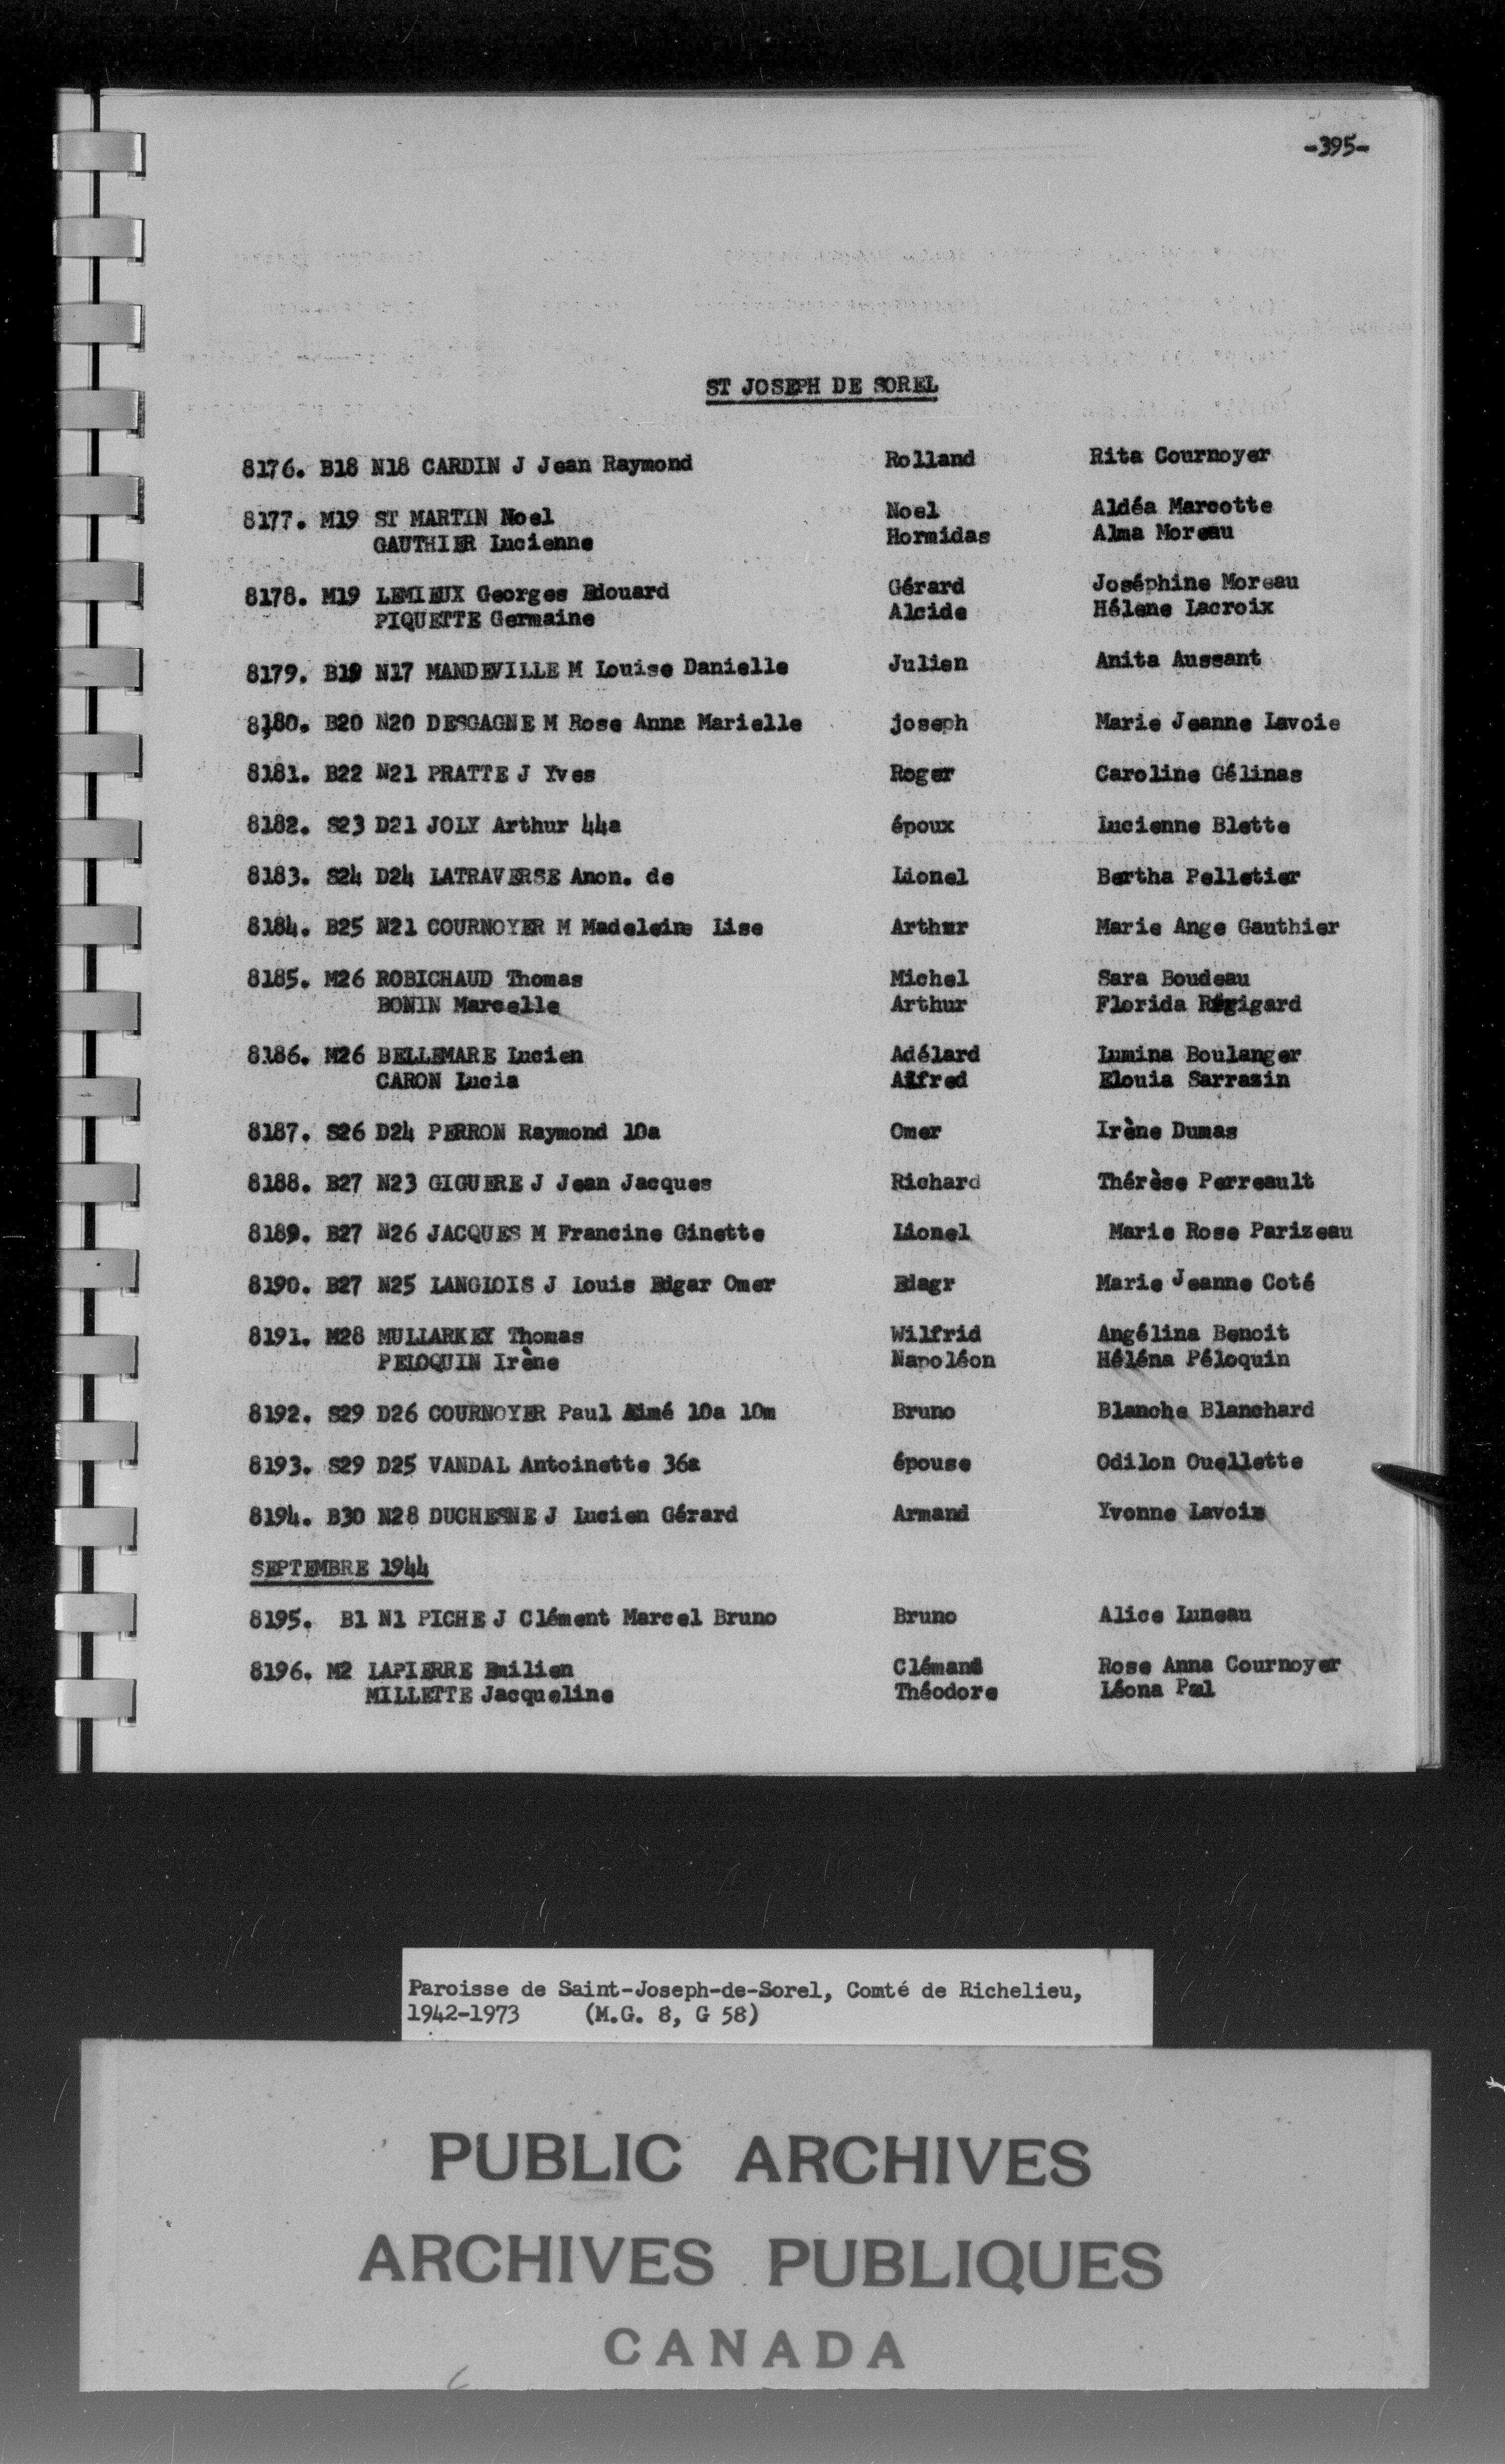 -395-
ST JOSEPH DE SOREL
8176. B18 N18 CARDIN J Jean Raymond Rolland Rita Cournoyer
8177. M19 ST MARTIN Noel Noel Aldéa Marcotte
GAUTHIER Lucienne Hormidas Alma Moreau
8178. M19 LEMIEUX Georges Edouard Gérard Joséphine Moreau
PIQUETTE Germaine Alcide Hélene Lacroix
8179. B19 N17 MANDEVILLE M Louise Danielle Julien Anita Aussant
8180. B20 N20 DESGAGNE M Rose Anna Marielle joseph Marie Jeanne Lavoie
8181. B22 N21 PRATTE J Yves Roger Caroline Gélinas
8182. S23 D21 JOLY Arthur 44a époux Lucienne Blette
8183. S24 D24 LATRAVERSE Anon. de Lionel Bertha Pelletier
8184. B25 N21 COURNOYER M Madeleine Lise Arthur Marie Ange Gauthier
8185. M26 ROBICHAUD Thomas Michel Sara Boudeau
BONIN Marcelle Arthur Florida
8186. M26 BELLEMARE Lucien Adélard Lumina Boulanger
CARON Lucia Alfred Elouia Sarrazin
8187. S26 D24 PERRON Raymond 10a Omer Irène Dumas
8188. B27 N23 GIGUERE J Jean Jacques Richard Thérèse Perreault
8189. B27 N26 JACQUES M Francine Ginette Lionel Marie Rose Parizeau
8190. B27 N25 LANGLOIS J Louis Edgar Omer Edagr Marie Jeanne Coté
8191. M28 MULLARKEY Thomas Wilfrid Angélina Benoit
PELOQUIN Irène Napoléon Héléna Péloquin
8192. S29 D26 COURNOYER Paul Aimé 10a 10m Bruno Blanche Blanchard
8193. S29 D25 VANDAL Antoinette 36a épouse Odilon Ouellette
8194. B30 N28 DUCHESNE J Lucien Gérard Armand Yvonne Lavoie
SEPTEMBRE 1944
8195. B1 N1 PICHE J Clément Marcel Bruno Bruno Alice Luneau
8196. M2 LAPIERRE Emilien Rose Anna Cournoyer
MILLETTE Jacqueline Théodore Léona
Paroisse de Saint-Joseph-de-Sorel, Comté de Richelieu,
1942-1973 (M.G. 8, G 58)
PUBLIC ARCHIVES
ARCHIVES PUBLIQUES
CANADA